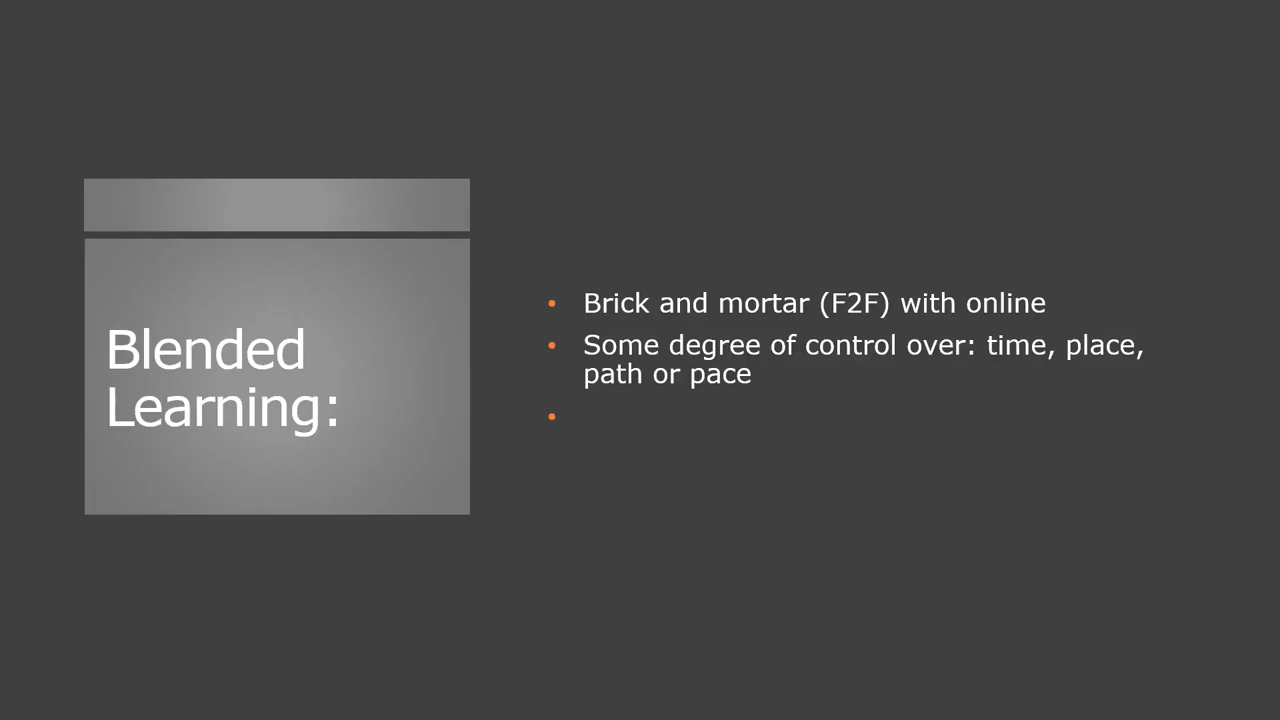 Blended
Learning:
• Brick and mortar (F2F) with online
• Some degree of control over: time, place,
path or pace
•